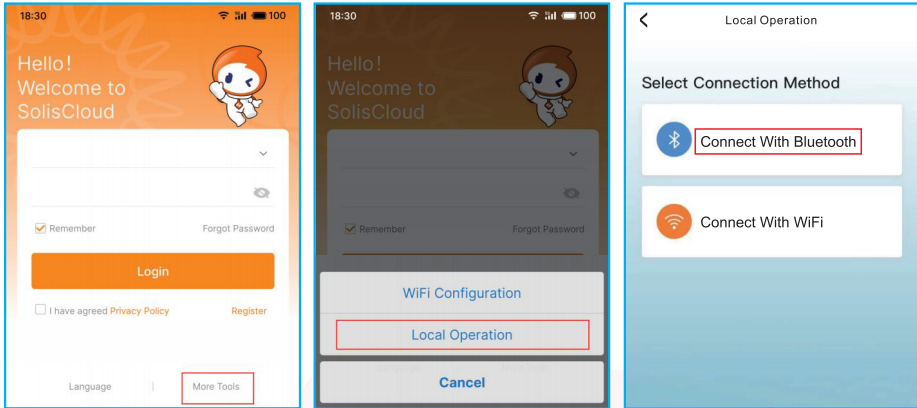 18:30
100
Hello!
Welcome to
SolisCloud
Remember
Forgot Password
Login
I have agreed Privacy Policy
Register
Language
More Tools
18:30
100
Hello!
Welcome to
SolisCloud
Remember
Forgot Password
WiFi Configuration
Local Operation
Cancel
Local Operation
Select Connection Method
Connect With Bluetooth
Connect With WiFi